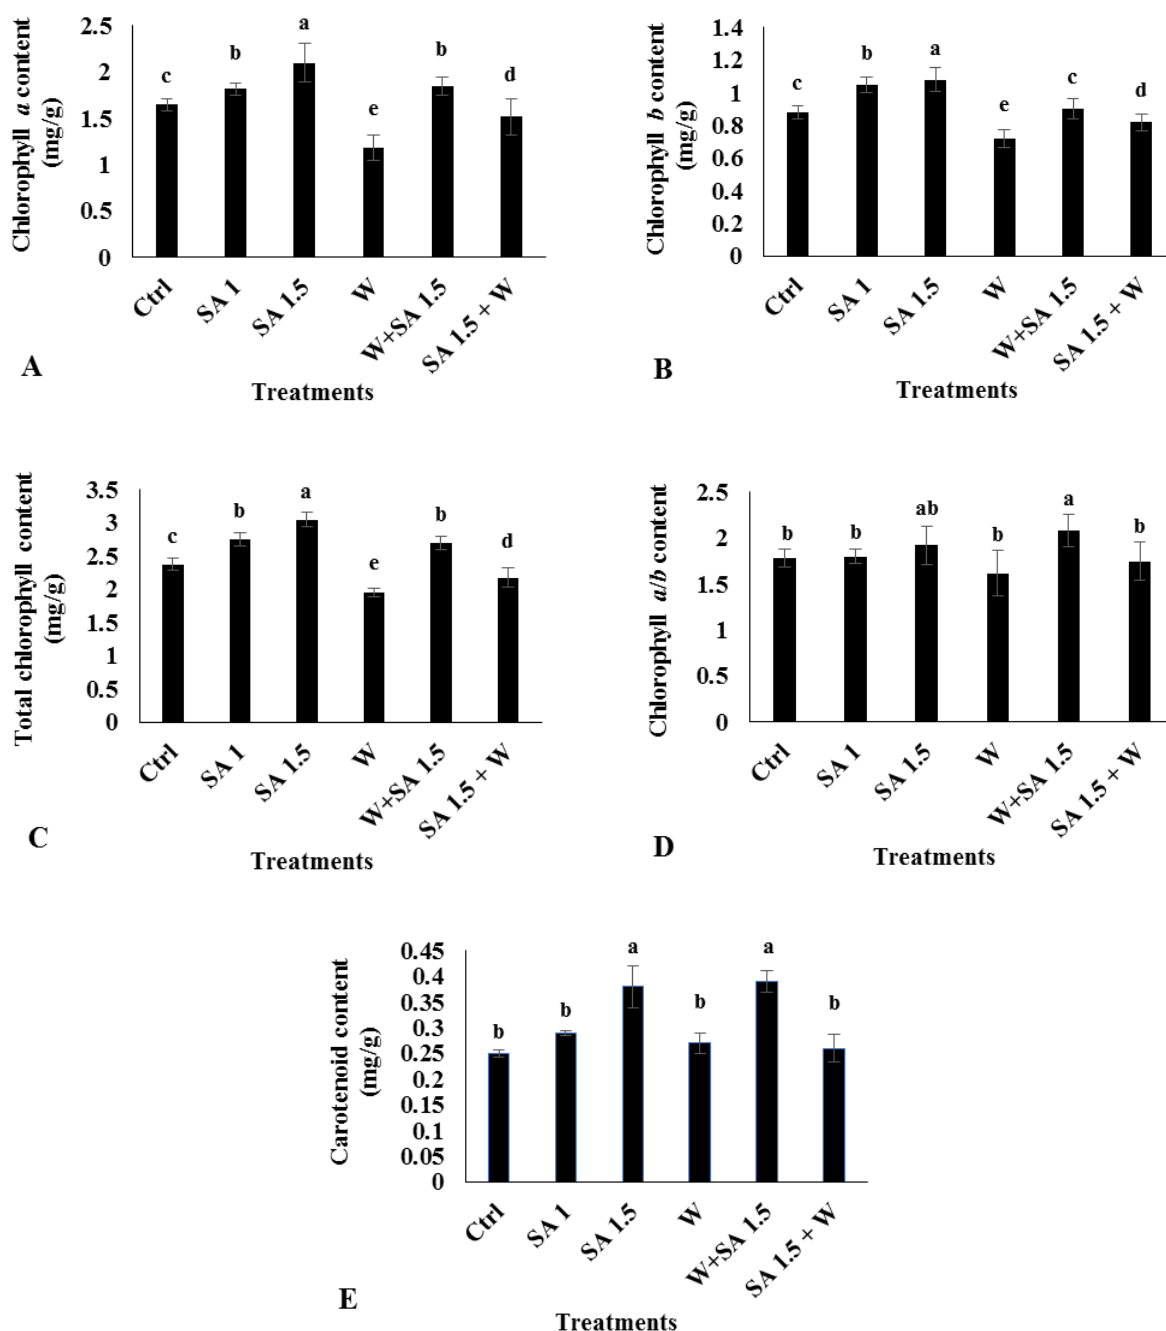 Chlorophyll a content
(mg/g)
2.5
2
1.5
1
0.5
0
c
b
a
e
b
d
Ctrl
SA 1
SA 1.5
W
W+SA 1.5
SA 1.5 + W
A
Treatments
Chlorophyll b content
(mg/g)
1.4
1.2
1
0.8
0.6
0.4
0.2
0
c
b
a
e
c
d
Ctrl
SA 1
SA 1.5
W
W+SA 1.5
SA 1.5 + W
B
Treatments
Total chlorophyll content
(mg/g)
3.5
3
2.5
2
1.5
1
0.5
0
c
b
a
e
b
d
Ctrl
SA 1
SA 1.5
W
W+SA 1.5
SA 1.5 + W
C
Treatments
Chlorophyll a/b content
2.5
2
1.5
1
0.5
0
b
b
ab
b
a
b
Ctrl
SA 1
SA 1.5
W
W+SA 1.5
SA 1.5 + W
D
Treatments
Carotenoid content
(mg/g)
0.45
0.4
0.35
0.3
0.25
0.2
0.15
0.1
0.05
0
b
b
a
b
a
b
Ctrl
SA 1
SA 1.5
W
W+SA 1.5
SA 1.5 + W
E
Treatments